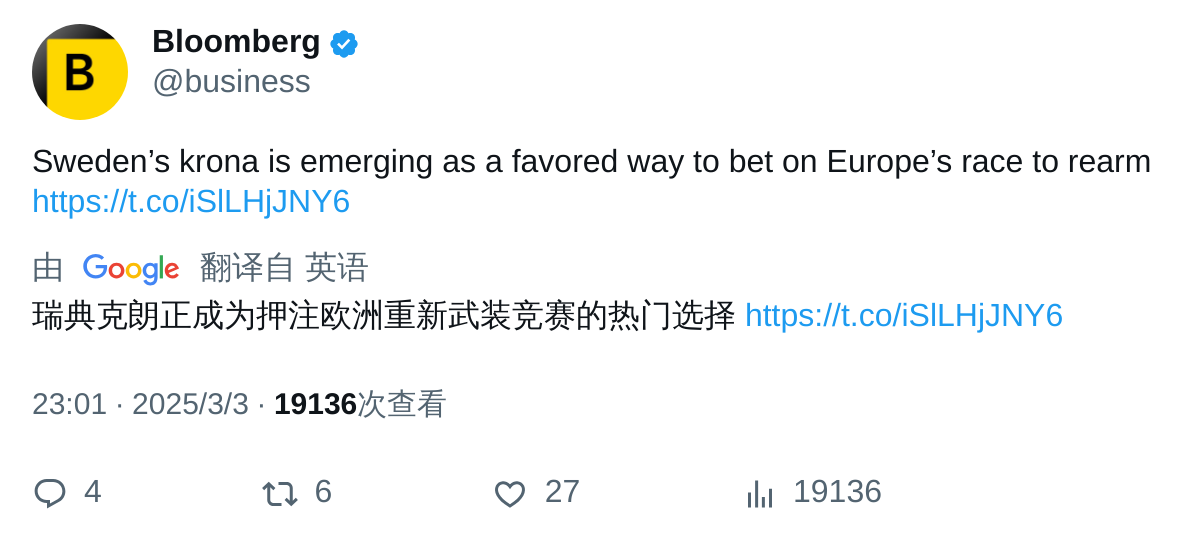 B
Bloomberg
@business
Sweden’s krona is emerging as a favored way to bet on Europe’s race to rearm
https://t.co/iSlLHjJNY6
由 Google 翻译自 英语
瑞典克朗正成为押注欧洲重新武装竞赛的热门选择 https://t.co/iSlLHjJNY6
23:01 · 2025/3/3 · 19136次查看
4 6 27 19136